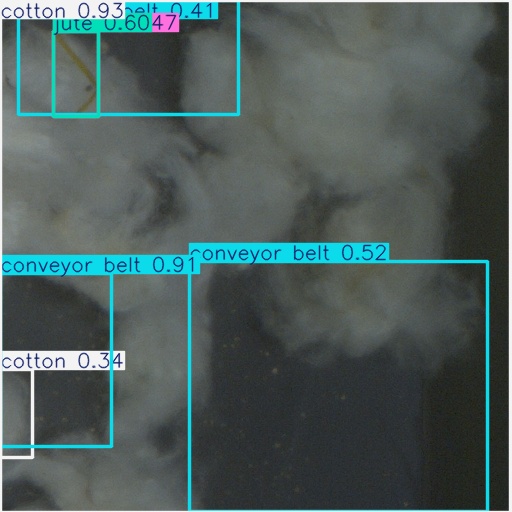 cotton 0.93
belt 0.41
jute 0.60
47
conveyor belt 0.52
conveyor belt 0.91
cotton 0.34